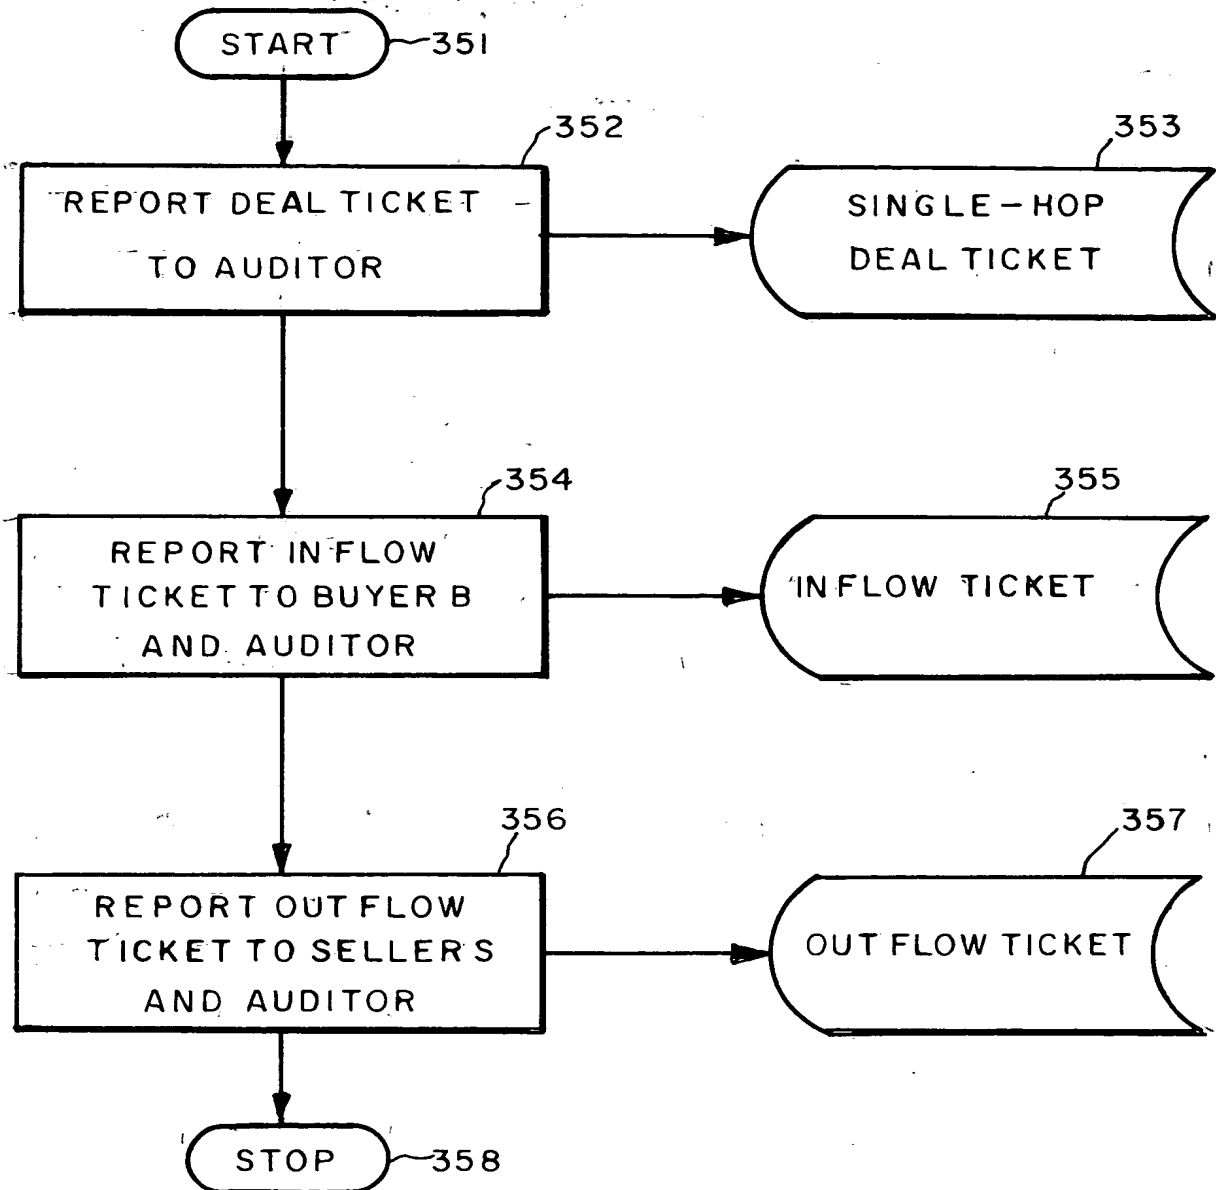 START
351
352
REPORT DEAL TICKET
TO AUDITOR
353
SINGLE-HOP
DEAL TICKET
354
REPORT IN FLOW
TICKET TO BUYER B
AND AUDITOR
355
IN FLOW TICKET
356
REPORT OUT FLOW
TICKET TO SELLER S
AND AUDITOR
357
OUT FLOW TICKET
STOP
358